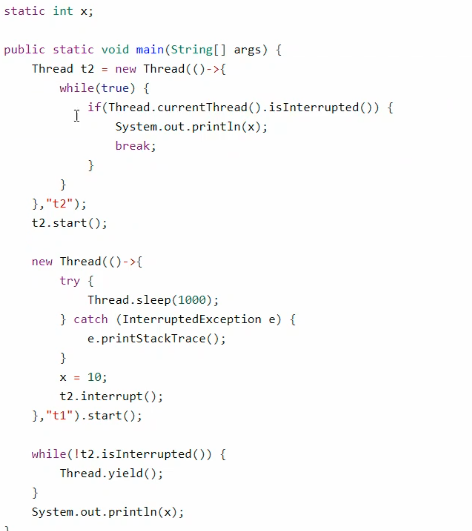 static int x;
public static void main(String[] args) {
    Thread t2 = new Thread(()->{
        while(true) {
            if(Thread.currentThread().isInterrupted()) {
                System.out.println(x);
                break;
            }
        }
    },"t2");
    t2.start();
    new Thread(()->{
        try {
            Thread.sleep(1000);
        } catch (InterruptedException e) {
            e.printStackTrace();
        }
        x = 10;
        t2.interrupt();
    },"t1").start();
    while(!t2.isInterrupted()) {
        Thread.yield();
    }
    System.out.println(x);
}